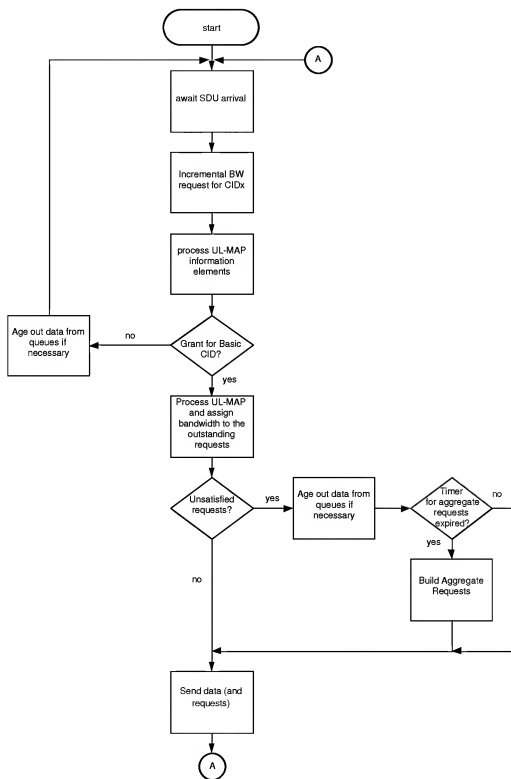 start
A
await SDU arrival
Incremental BW
request for CIDx
process UL-MAP
information
elements
Age out data from
queues if
necessary
no
Grant for Basic
CID?
yes
Process UL-MAP
and assign
bandwidth to the
outstanding
requests
Unsatisfied
requests?
yes
Age out data from
queues if
necessary
Timer
for aggregate
requests
expired?
no
yes
no
Build Aggregate
Requests
Send data (and
requests)
A